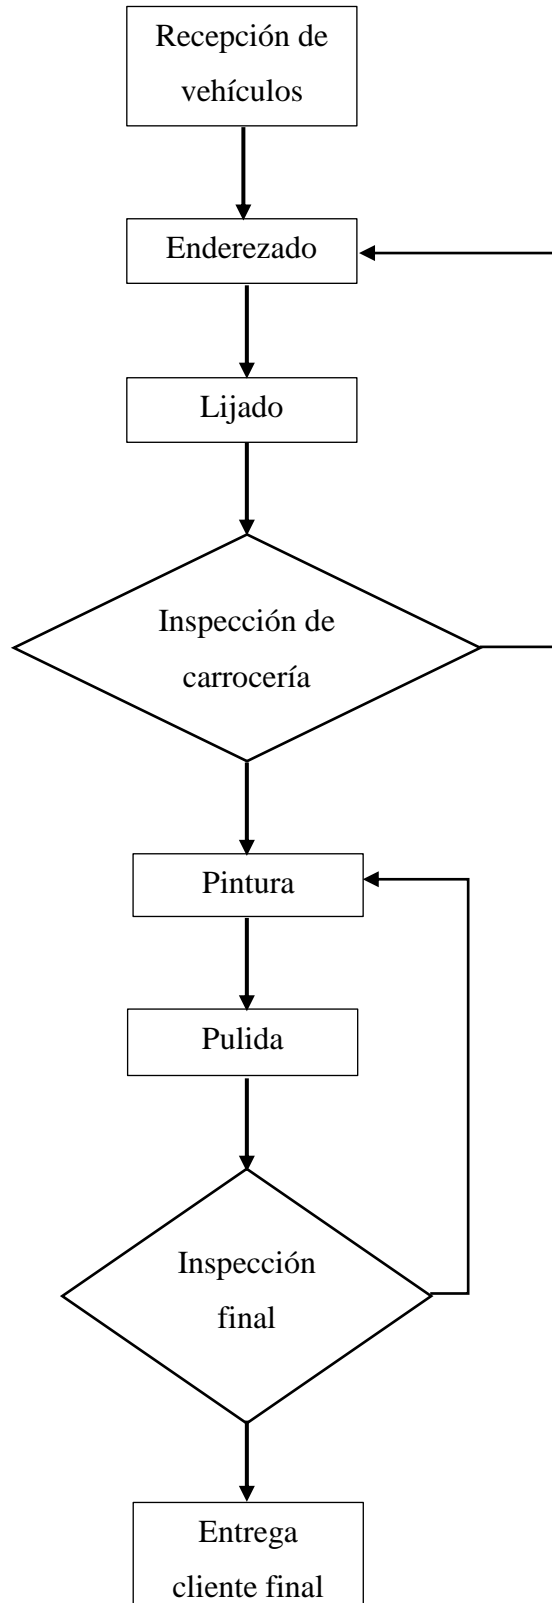 Recepción de
vehículos
Enderezado
Lijado
Inspección de
carrocería
Pintura
Pulida
Inspección
final
Entrega
cliente final